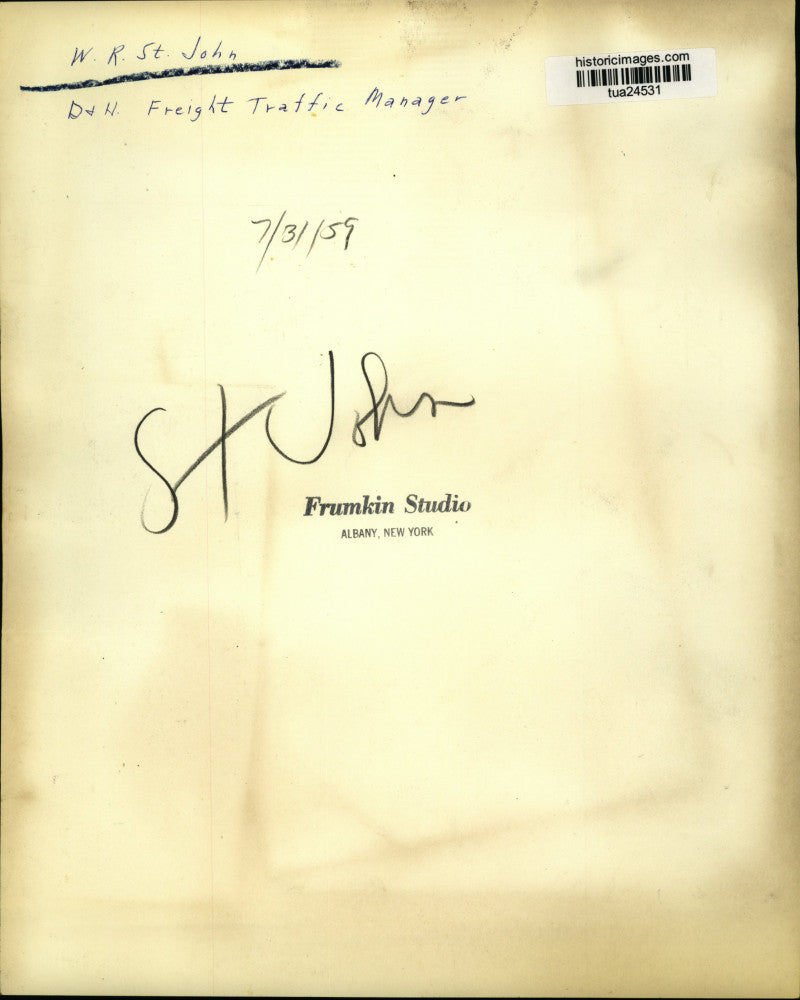 W. R. St. John
D+H. Freight Traffic Manager
historicimages.com
tua24531
7/31/59
St John
Frumkin Studio
ALBANY, NEW YORK